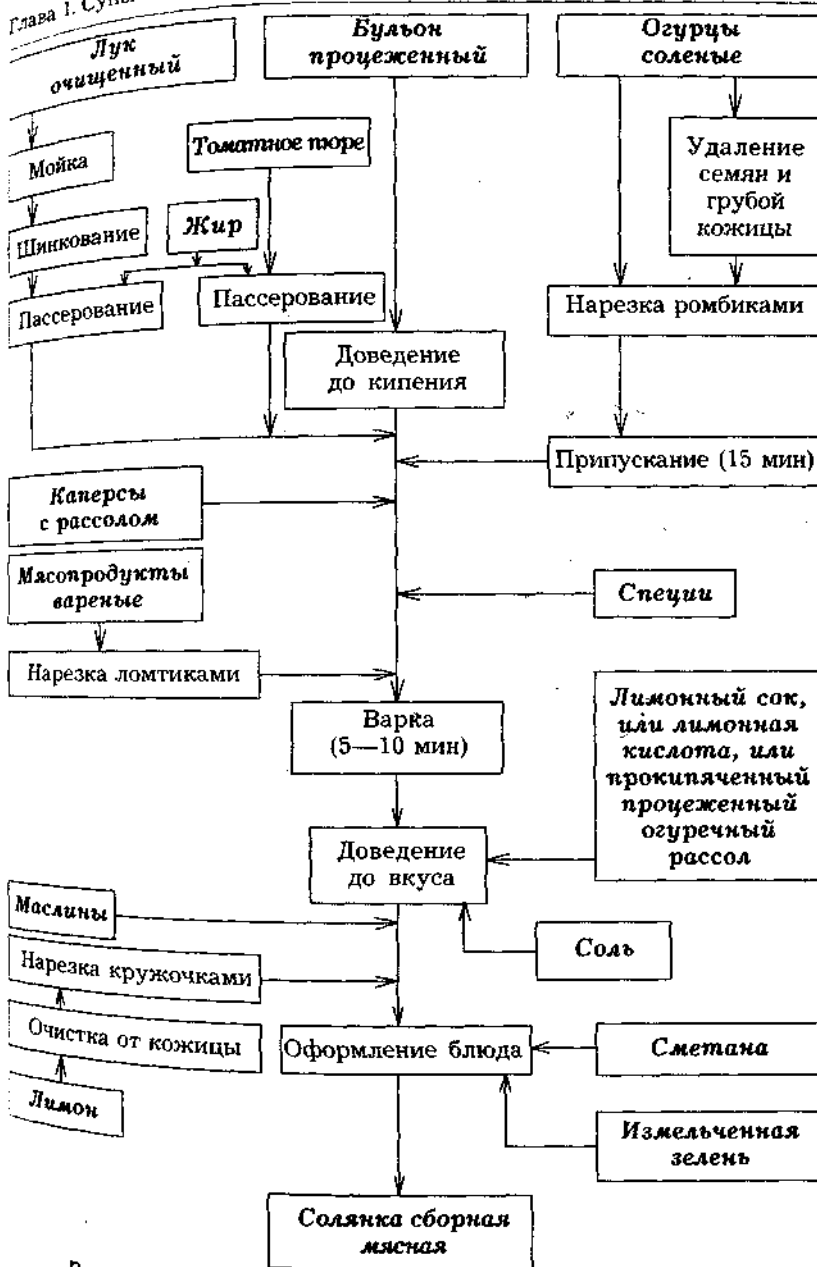 Глава 1.
Лук
очищенный
Бульон
процеженный
Огурцы
соленые
Мойка
Томатное пюре
Удаление
семян и
грубой
кожицы
Шинкование
Жир
Пассерование
Пассерование
Нарезка ромбиками
Доведение
до кипения
Припускание (15 мин)
Каперсы
с рассолом
Мясопродукты
вареные
Специи
Нарезка ломтиками
Варка
(5—10 мин)
Лимонный сок,
или лимонная
кислота, или
прокипяченный
процеженный
огуречный
рассол
Доведение
до вкуса
Маслины
Соль
Нарезка кружочками
Очистка от кожицы
Оформление блюда
Сметана
Лимон
Измельченная
зелень
Солянка сборная
мясная